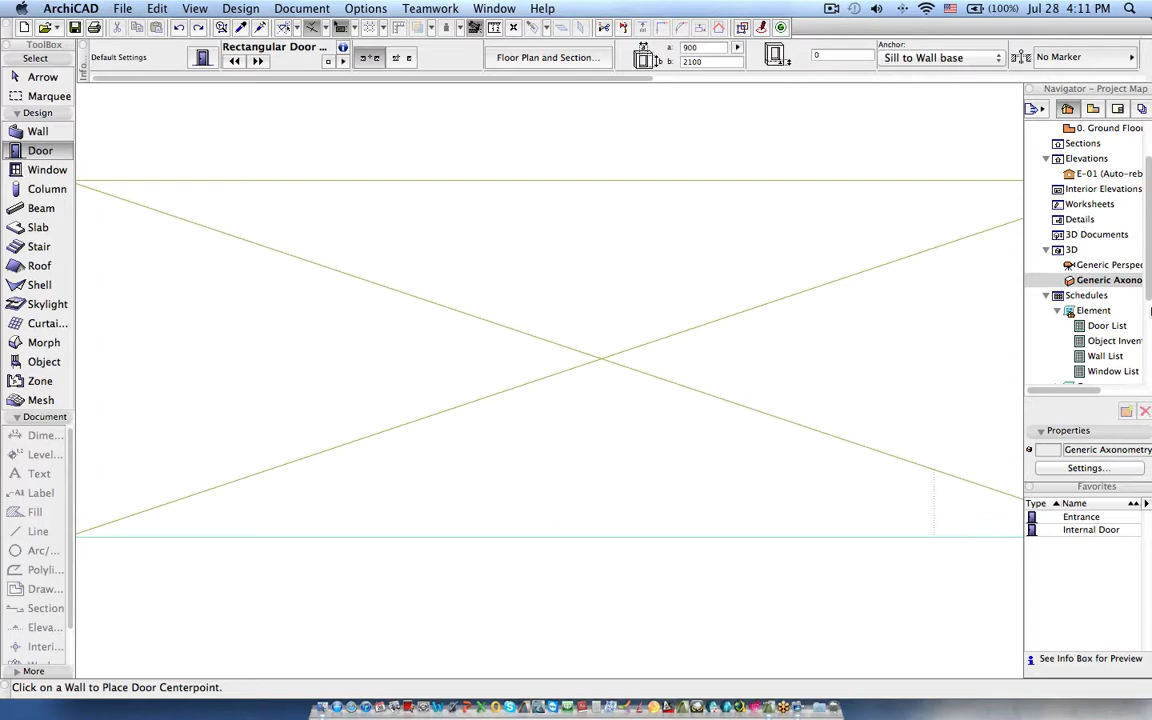 ArchiCAD File Edit View Design Document Options Teamwork Window Help (100%) Jul 28 4:11 PM
ToolBox
Select
Arrow
Marquee
Design
Wall
Door
Window
Column
Beam
Slab
Stair
Roof
Shell
Skylight
Curtai...
Morph
Object
Zone
Mesh
Document
Dime...
Level...
Text
A1 Label
Fill
Line
Arc/...
Polyli...
Draw...
Section
Eleva...
Interi...
More
Info...
Default Settings
Rectangular Door ...
Floor Plan and Section...
a: 900
b: 2100
0
Anchor:
Sill to Wall base
No Marker
Navigator - Project Map
0. Ground Floor
Sections
Elevations
E-01 (Auto-reb
Interior Elevations
Worksheets
Details
3D Documents
3D
Generic Perspec
Generic Axono
Schedules
Element
Door List
Object Inven
Wall List
Window List
Properties
Generic Axonometry
Settings...
Favorites
Type Name
Entrance
Internal Door
See Info Box for Preview
Click on a Wall to Place Door Centerpoint.